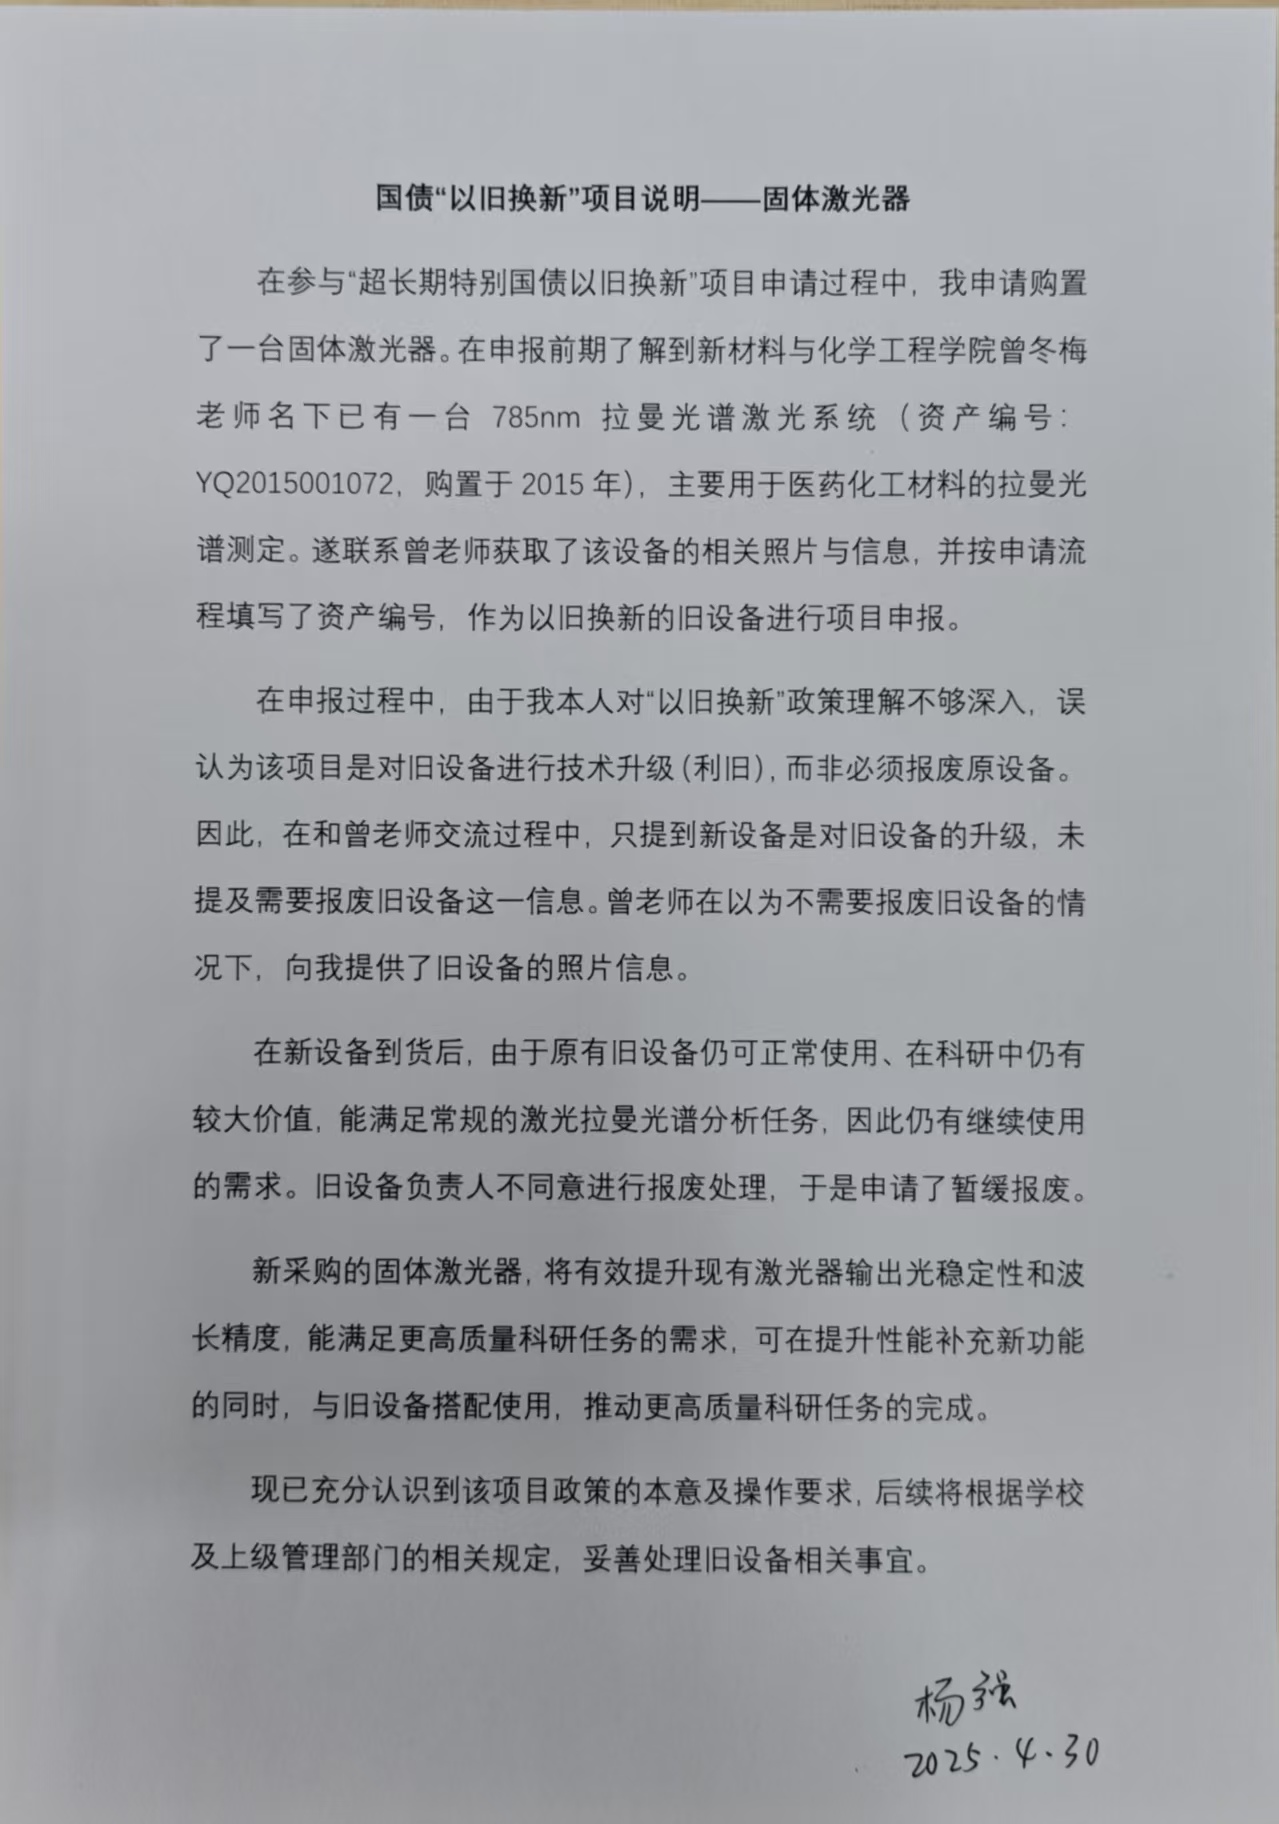 国债“以旧换新”项目说明——固体激光器
在参与“超长期特别国债以旧换新”项目申请过程中，我申请购置
了一台固体激光器。在申报前期了解到新材料与化学工程学院曾冬梅
老师名下已有一台 785nm 拉曼光谱激光系统（资产编号：
YQ2015001072，购置于 2015 年），主要用于医药化工材料的拉曼光
谱测定。遂联系曾老师获取了该设备的相关照片与信息，并按申请流
程填写了资产编号，作为以旧换新的旧设备进行项目申报。
在申报过程中，由于我本人对“以旧换新”政策理解不够深入，误
认为该项目是对旧设备进行技术升级（利旧），而非必须报废原设备。
因此，在和曾老师交流过程中，只提到新设备是对旧设备的升级，未
提及需要报废旧设备这一信息。曾老师在以为不需要报废旧设备的情
况下，向我提供了旧设备的照片信息。
在新设备到货后，由于原有旧设备仍可正常使用、在科研中仍有
较大价值，能满足常规的激光拉曼光谱分析任务，因此仍有继续使用
的需求。旧设备负责人不同意进行报废处理，于是申请了暂缓报废。
新采购的固体激光器，将有效提升现有激光器输出光稳定性和波
长精度，能满足更高质量科研任务的需求，可在提升性能补充新功能
的同时，与旧设备搭配使用，推动更高质量科研任务的完成。
现已充分认识到该项目政策的本意及操作要求，后续将根据学校
及上级管理部门的相关规定，妥善处理旧设备相关事宜。
杨强
2025.4.30